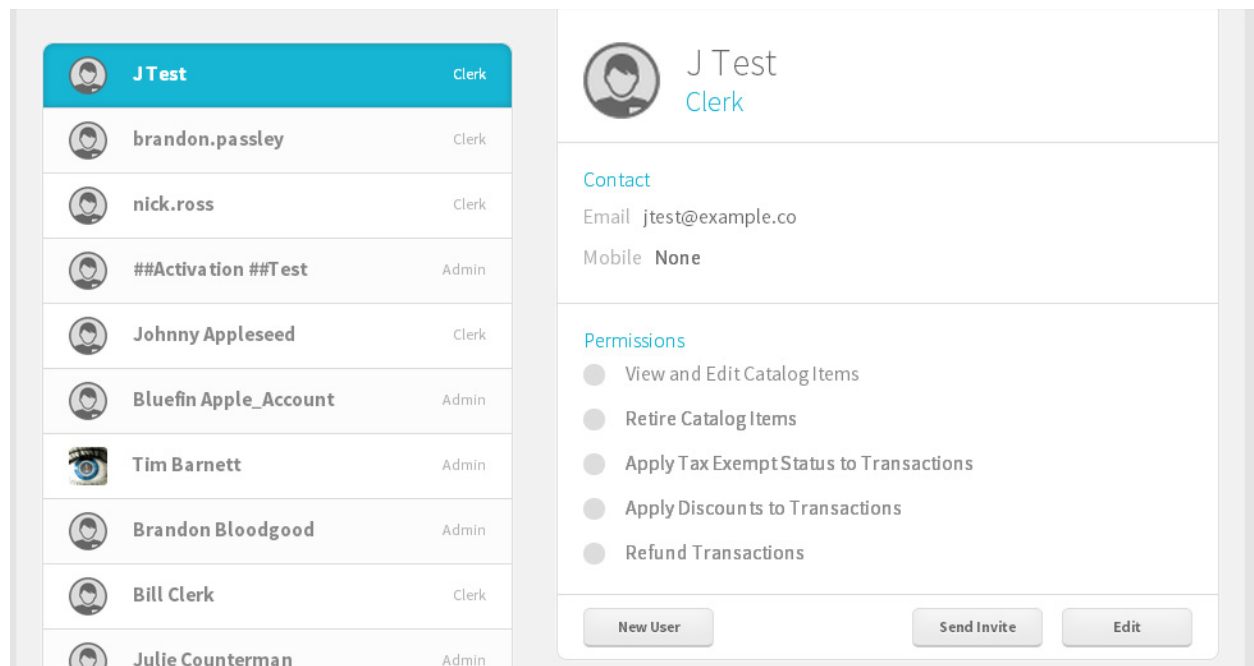 J Test Clerk
brandon.passley Clerk
nick.ross Clerk
##Activation ##Test Admin
Johnny Appleseed Clerk
Bluefin Apple_Account Admin
Tim Barnett Admin
Brandon Bloodgood Admin
Bill Clerk Clerk
Julie Counterman Admin
J Test
Clerk
Contact
Email jtest@example.co
Mobile None
Permissions
View and Edit Catalog Items
Retire Catalog Items
Apply Tax Exempt Status to Transactions
Apply Discounts to Transactions
Refund Transactions
New User Send Invite Edit